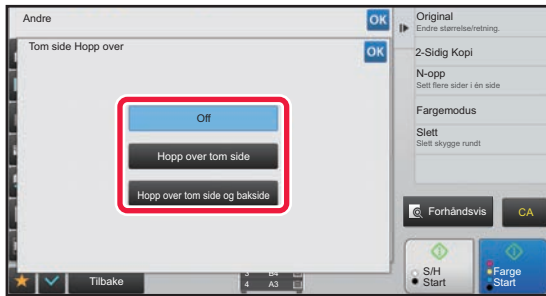 Andre
OK
Tom side Hopp over
OK
Off
Hopp over tom side
Hopp over tom side og bakside
Tilbake
3 B4
4 A3
Original
Endre størrelse/retning.
2-Sidig Kopi
N-opp
Sett flere sider i én side
Fargemodus
Slett
Slett skygge rundt
Forhåndsvis
CA
S/H
Start
Farge
Start